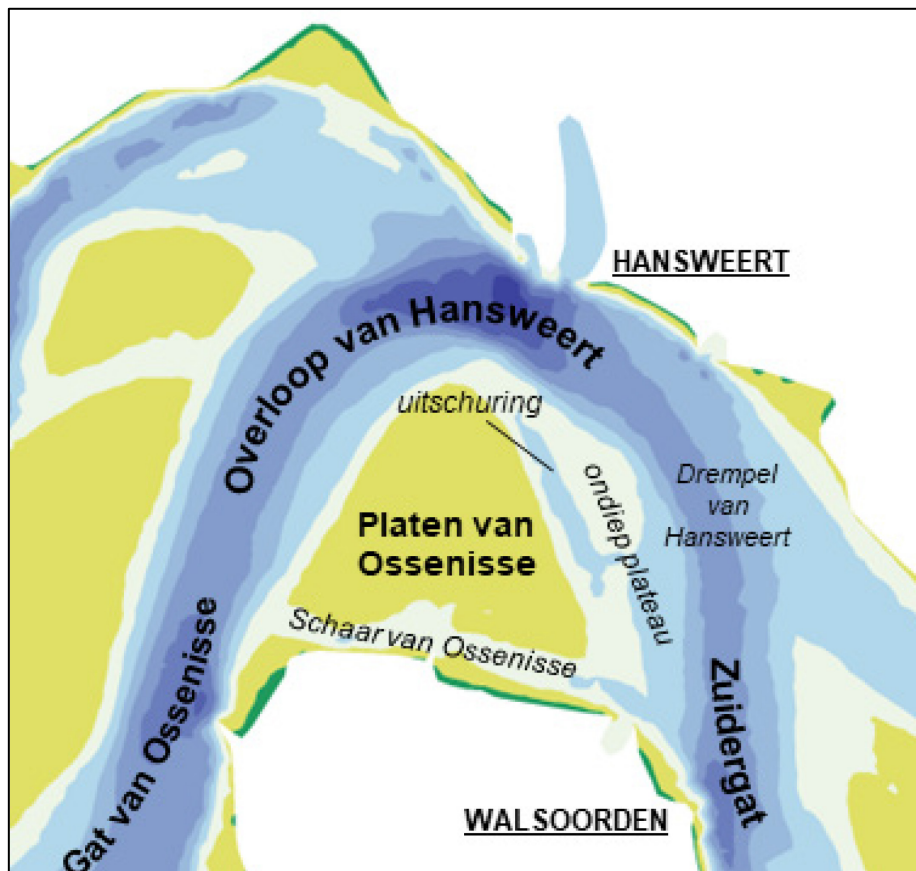 HANSWEERT
Overloop van Hansweert
uitschuring
ondiep plateau
Drempel
van
Hansweert
Platen van
Ossenisse
Schaar van Ossenisse
Gat van Ossenisse
Zuidergat
WALSOORDEN